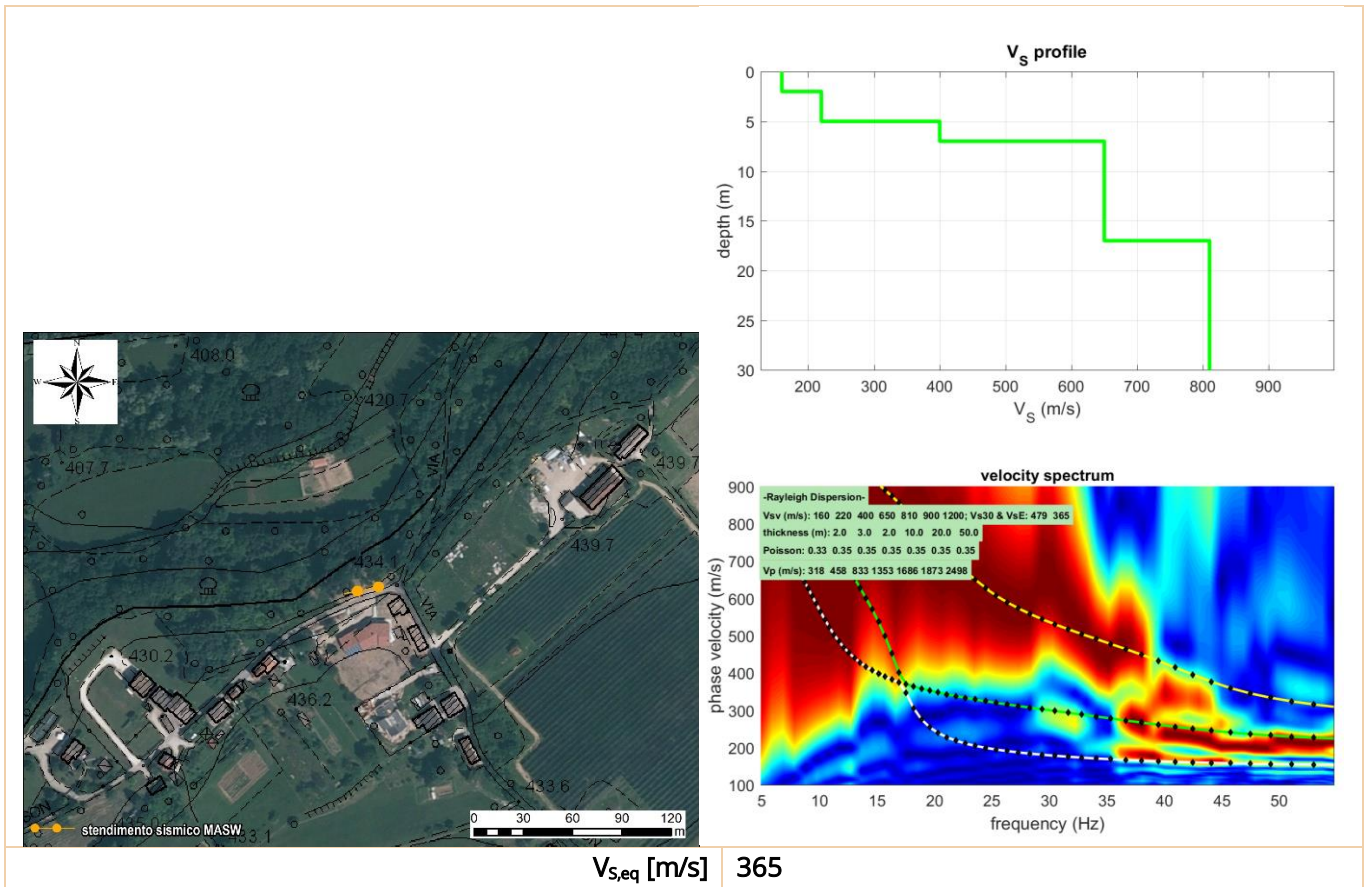 V_S profile
0
5
10
15
20
25
30
depth (m)
200 300 400 500 600 700 800 900
V_S (m/s)
N
W E
S
408.0
420.7
407.7
VIA
439.7
439.7
434.1
VIA
430.2
436.2
433.6
433.1
0 30 60 90 120
m
stendimento sismico MASW
velocity spectrum
900
800
700
600
500
400
300
200
100
phase velocity (m/s)
-Rayleigh Dispersion-
Vsv (m/s): 160 220 400 650 810 900 1200; Vs30 & VsE: 479 365
thickness (m): 2.0 3.0 2.0 10.0 20.0 50.0
Poisson: 0.33 0.35 0.35 0.35 0.35 0.35 0.35
Vp (m/s): 318 458 833 1353 1686 1873 2498
5 10 15 20 25 30 35 40 45 50
frequency (Hz)
V_S,eq [m/s] 365